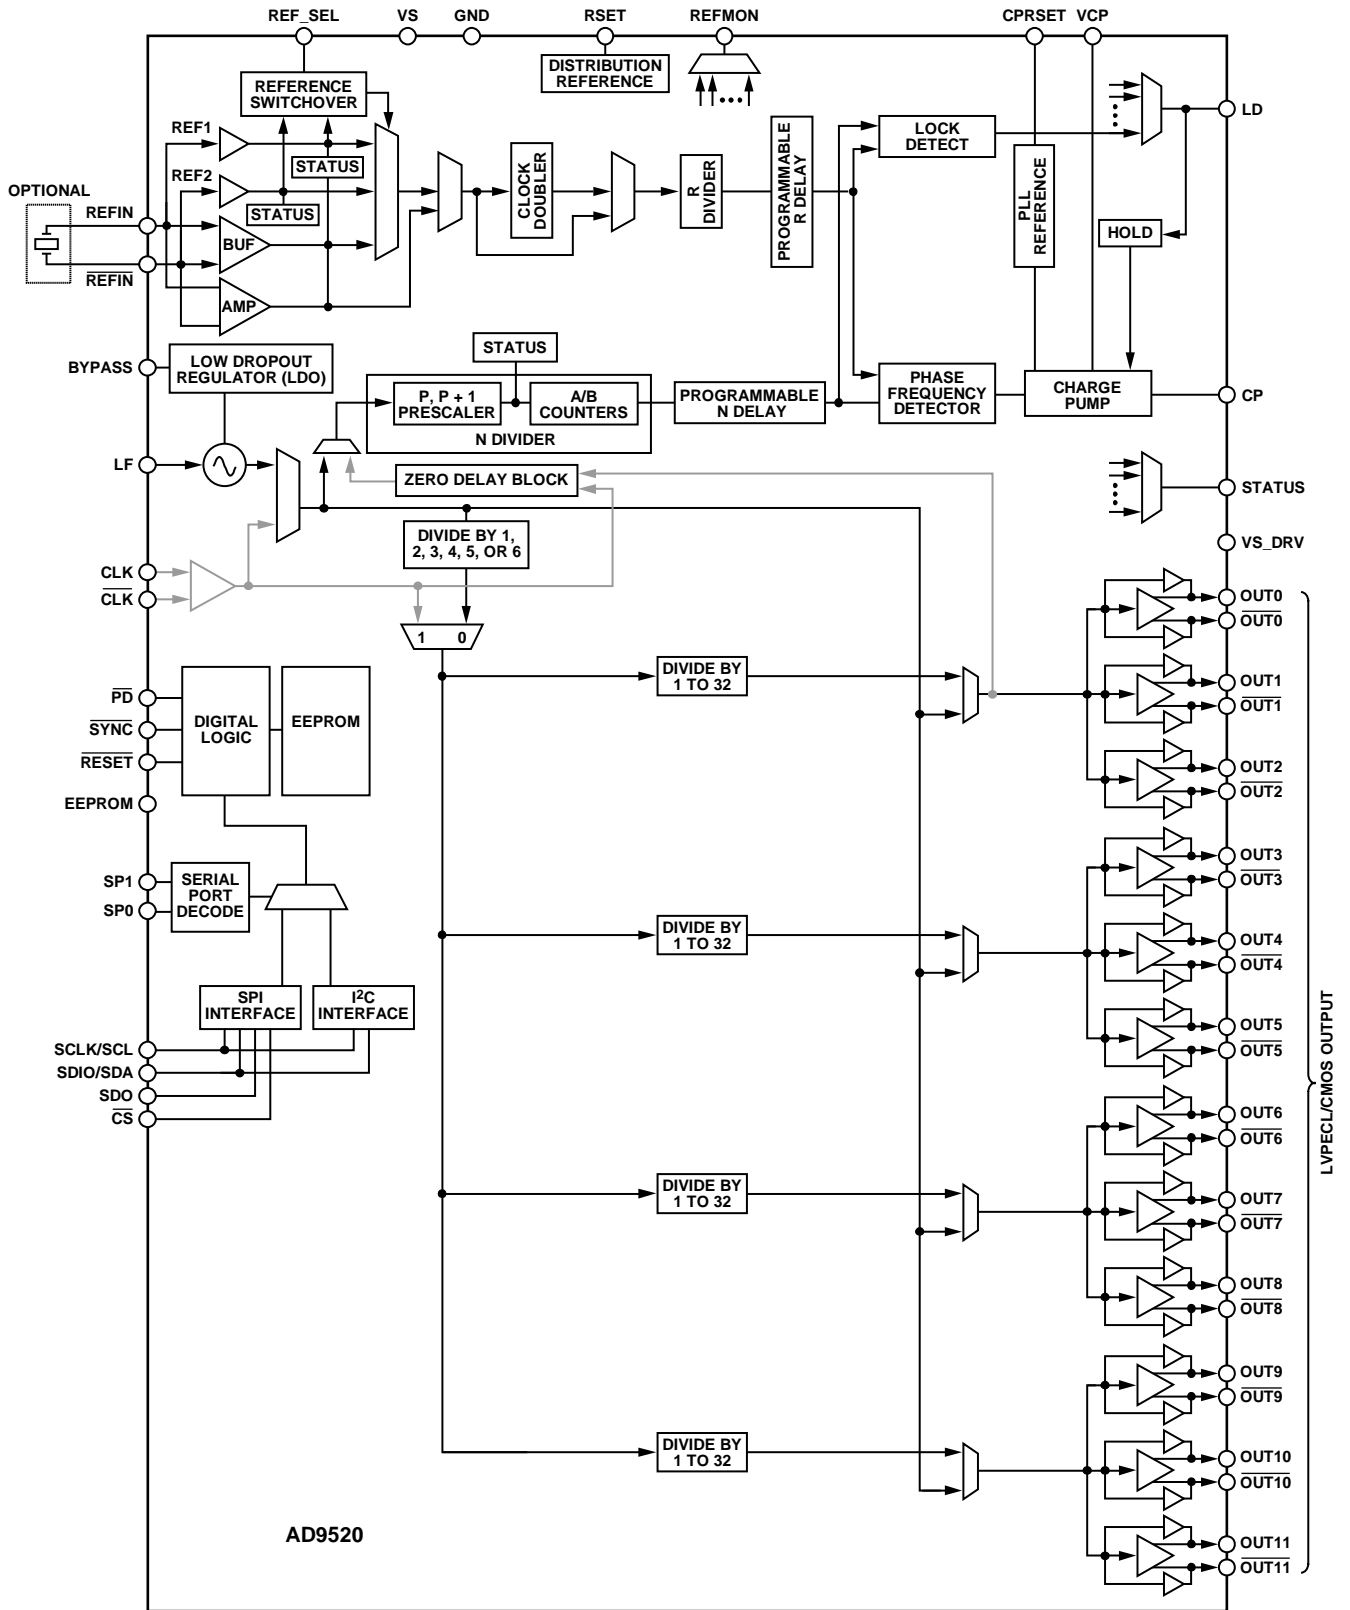 REF_SEL VS GND RSET REFMON CPRSET VCP
DISTRIBUTION
REFERENCE
REFERENCE
SWITCHOVER
LD
REF1
STATUS
REF2
STATUS
OPTIONAL
REFIN
REFIN
BUF
AMP
CLOCK
DOUBLER
R
DIVIDER
PROGRAMMABLE
R DELAY
LOCK
DETECT
PLL
REFERENCE
HOLD
BYPASS
LOW DROPOUT
REGULATOR (LDO)
STATUS
P, P + 1
PRESCALER
A/B
COUNTERS
N DIVIDER
PROGRAMMABLE
N DELAY
PHASE
FREQUENCY
DETECTOR
CHARGE
PUMP
CP
LF
ZERO DELAY BLOCK
STATUS
DIVIDE BY 1,
2, 3, 4, 5, OR 6
VS_DRV
CLK
CLK
1 0
OUT0
OUT0
DIVIDE BY
1 TO 32
OUT1
OUT1
PD
SYNC
RESET
DIGITAL
LOGIC
EEPROM
OUT2
OUT2
EEPROM
OUT3
OUT3
SP1
SP0
SERIAL
PORT
DECODE
DIVIDE BY
1 TO 32
OUT4
OUT4
SPI
INTERFACE
I2C
INTERFACE
OUT5
OUT5
SCLK/SCL
SDIO/SDA
SDO
CS
LVPECL/CMOS OUTPUT
OUT6
OUT6
DIVIDE BY
1 TO 32
OUT7
OUT7
OUT8
OUT8
OUT9
OUT9
DIVIDE BY
1 TO 32
OUT10
OUT10
AD9520
OUT11
OUT11